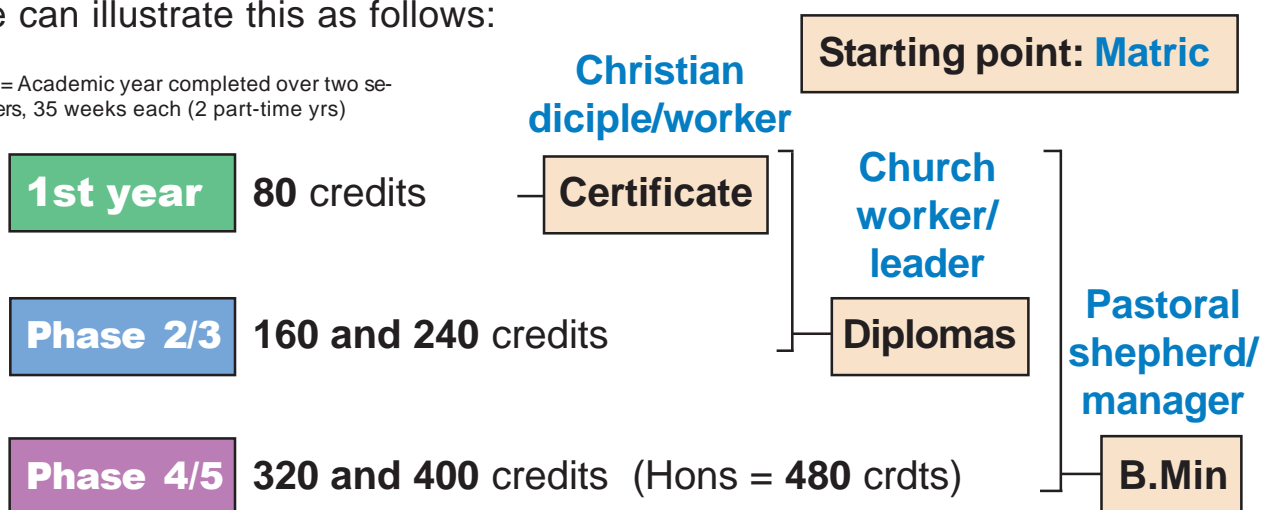 can illustrate this as follows:
Starting point: Matric
= Academic year completed over two se-
35 weeks each (2 part-time yrs)
Christian
diciple/worker
1st year 80 credits
Certificate
Church
worker/
leader
Phase 2/3 160 and 240 credits
Diplomas
Pastoral
shepherd/
manager
Phase 4/5 320 and 400 credits (Hons = 480 crdts)
B.Min